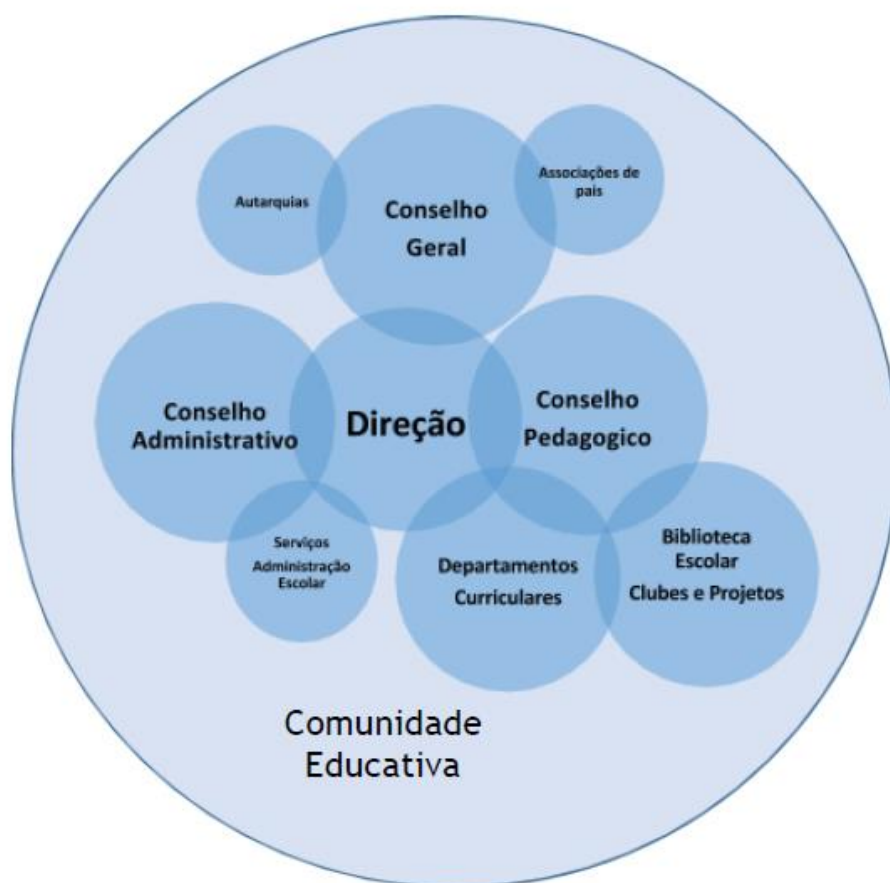 Autarquias
Conselho
Geral
Associações de
pais
Conselho
Administrativo
Direção
Conselho
Pedagogico
Serviços
Administração
Escolar
Departamentos
Curriculares
Biblioteca
Escolar
Clubes e Projetos
Comunidade
Educativa